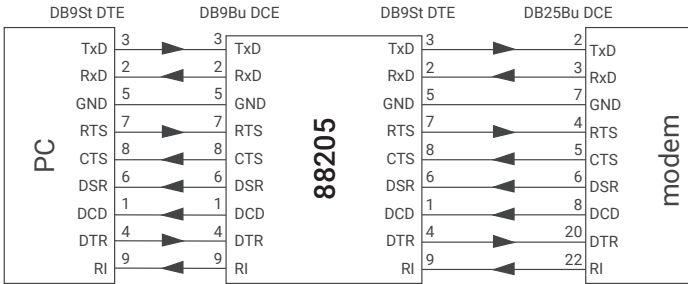 DB9St DTE DB9Bu DCE DB9St DTE DB25Bu DCE
PC
88205
modem
TxD 3 3 TxD TxD 3 2 TxD
RxD 2 2 RxD RxD 2 3 RxD
GND 5 5 GND GND 5 7 GND
RTS 7 7 RTS RTS 7 4 RTS
CTS 8 8 CTS CTS 8 5 CTS
DSR 6 6 DSR DSR 6 6 DSR
DCD 1 1 DCD DCD 1 8 DCD
DTR 4 4 DTR DTR 4 20 DTR
RI 9 9 RI RI 9 22 RI